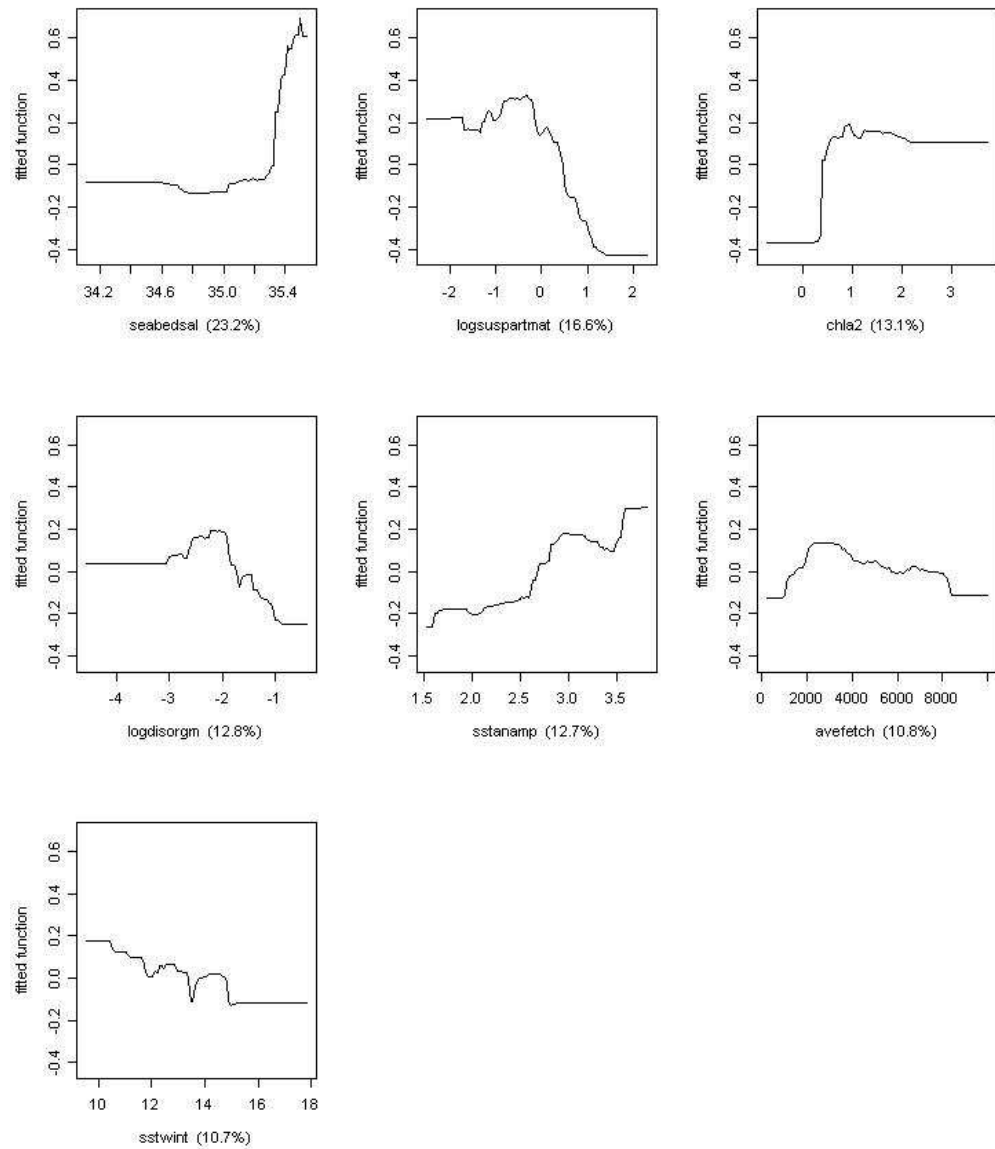 fitted function
-0.4 -0.2 0.0 0.2 0.4 0.6
34.2 34.6 35.0 35.4
seabedsal (23.2%)
fitted function
-0.4 -0.2 0.0 0.2 0.4 0.6
-2 -1 0 1 2
logsuspartmat (16.6%)
fitted function
-0.4 -0.2 0.0 0.2 0.4 0.6
0 1 2 3
chla2 (13.1%)
fitted function
-0.4 -0.2 0.0 0.2 0.4 0.6
-4 -3 -2 -1
logdisorgm (12.8%)
fitted function
-0.4 -0.2 0.0 0.2 0.4 0.6
1.5 2.0 2.5 3.0 3.5
sstanamp (12.7%)
fitted function
-0.4 -0.2 0.0 0.2 0.4 0.6
0 2000 4000 6000 8000
avefetch (10.8%)
fitted function
-0.4 -0.2 0.0 0.2 0.4 0.6
10 12 14 16 18
sstwint (10.7%)